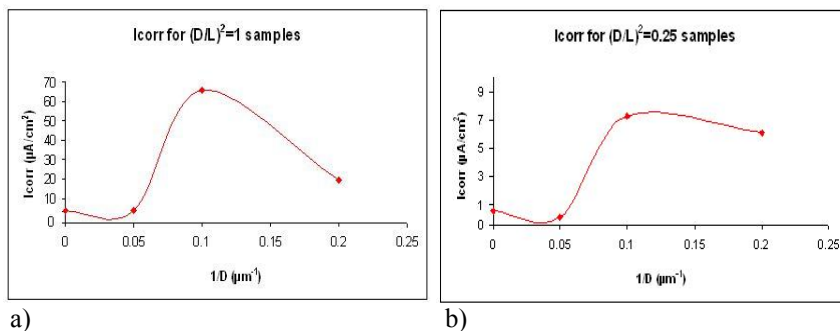 Icorr for (D/L)²=1 samples
Icorr (µA/cm²)
70
60
50
40
30
20
10
0
0 0.05 0.1 0.15 0.2 0.25
1/D (µm⁻¹)
a)
Icorr for (D/L)²=0.25 samples
Icorr (µA/cm²)
9
7
5
3
1
0
0 0.05 0.1 0.15 0.2 0.25
1/D (µm⁻¹)
b)